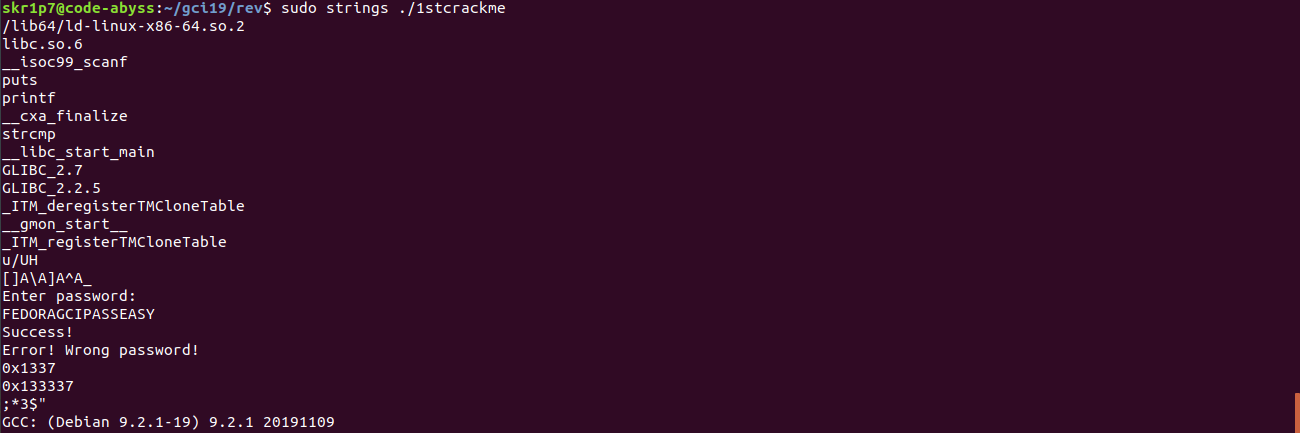 skr1p7@code-abyss:~/gci19/rev$ sudo strings ./1stcrackme
/lib64/ld-linux-x86-64.so.2
libc.so.6
__isoc99_scanf
puts
printf
__cxa_finalize
strcmp
__libc_start_main
GLIBC_2.7
GLIBC_2.2.5
_ITM_deregisterTMCloneTable
__gmon_start__
_ITM_registerTMCloneTable
u/UH
[]A\A]A^A_
Enter password:
FEDORAGCIPASSEASY
Success!
Error! Wrong password!
0x1337
0x133337
;*3$"
GCC: (Debian 9.2.1-19) 9.2.1 20191109